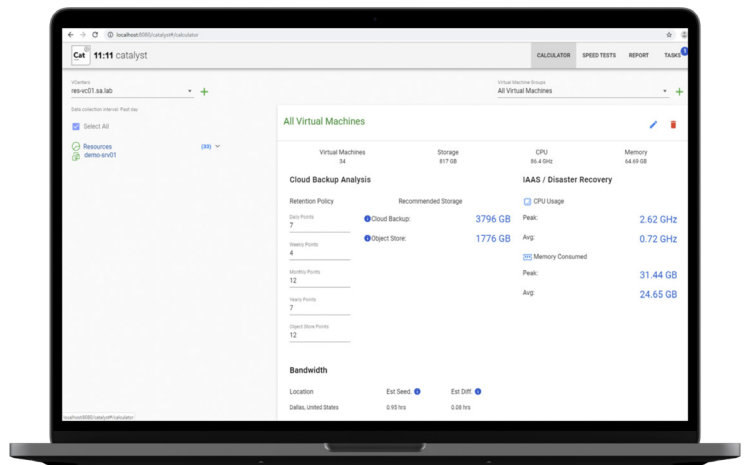 localhost:8080/catalyst#/calculator
Cat 11:11 catalyst
CALCULATOR SPEED TESTS REPORT TASKS 1
VCenters
res-vc01.sa.lab
Virtual Machine Groups
All Virtual Machines
Data collection interval: Past day
Select All
Resources (33)
demo-srv01
All Virtual Machines
Virtual Machines Storage CPU Memory
34 817 GB 86.4 GHz 64.69 GB
Cloud Backup Analysis IAAS / Disaster Recovery
Retention Policy Recommended Storage CPU Usage
Daily Points
7
Cloud Backup: 3796 GB
Peak: 2.62 GHz
Weekly Points
4
Object Store: 1776 GB
Avg: 0.72 GHz
Memory Consumed
Monthly Points
12
Peak: 31.44 GB
Yearly Points
7
Avg: 24.65 GB
Object Store Points
12
Bandwidth
Location Est Seed. Est Diff.
Dallas, United States 0.95 hrs 0.08 hrs
localhost:8080/catalyst#/calculator